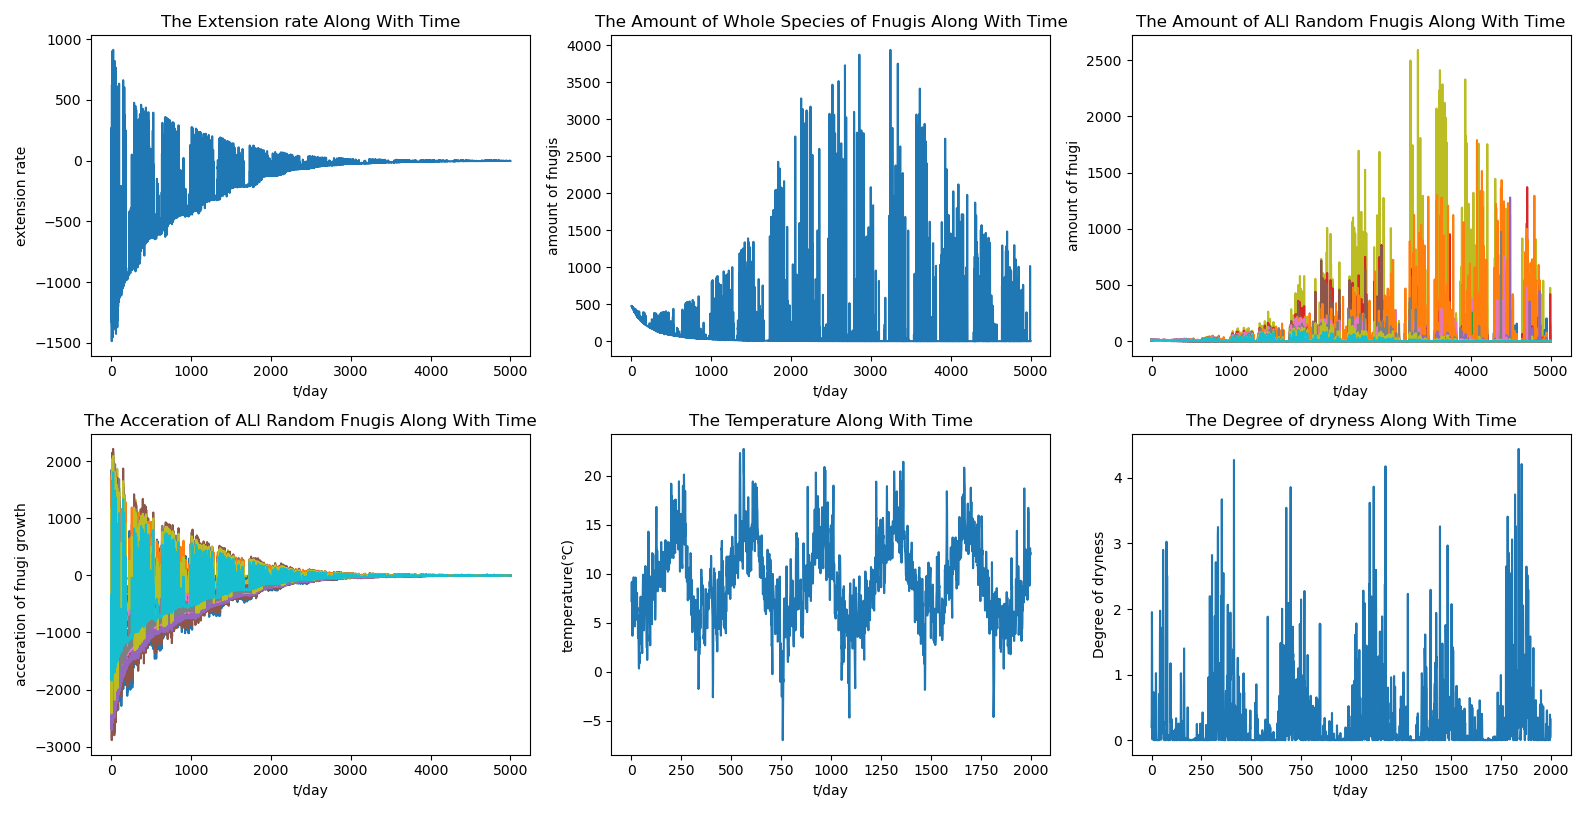 The Extension rate Along With Time
1000
500
0
−500
−1000
−1500
extension rate
0 1000 2000 3000 4000 5000
t/day
The Amount of Whole Species of Fnugis Along With Time
4000
3500
3000
2500
2000
1500
1000
500
0
amount of fnugis
0 1000 2000 3000 4000 5000
t/day
The Amount of ALl Random Fnugis Along With Time
2500
2000
1500
1000
500
0
amount of fnugi
0 1000 2000 3000 4000 5000
t/day
The Acceration of ALl Random Fnugis Along With Time
2000
1000
0
−1000
−2000
−3000
acceration of fnugi growth
0 1000 2000 3000 4000 5000
t/day
The Temperature Along With Time
20
15
10
5
0
−5
temperature(℃)
0 250 500 750 1000 1250 1500 1750 2000
t/day
The Degree of dryness Along With Time
4
3
2
1
0
Degree of dryness
0 250 500 750 1000 1250 1500 1750 2000
t/day